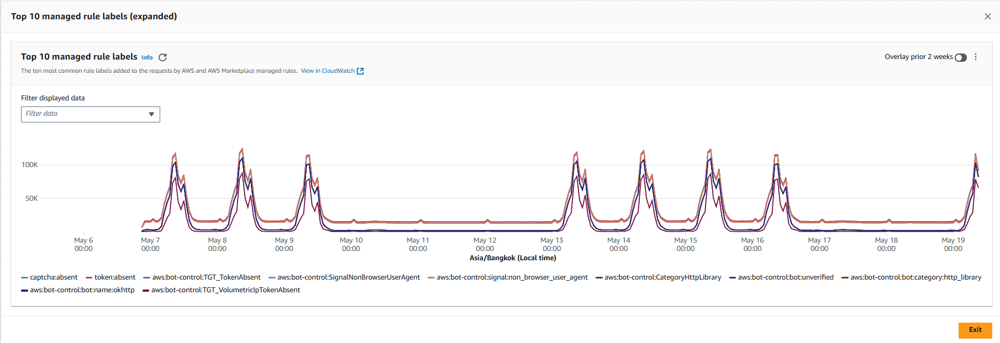 Top 10 managed rule labels (expanded)
Top 10 managed rule labels Info
Overlay prior 2 weeks
The ten most common rule labels added to the requests by AWS and AWS Marketplace managed rules. View in CloudWatch
Filter displayed data
Filter data
100K
50K
May 6 May 7 May 8 May 9 May 10 May 11 May 12 May 13 May 14 May 15 May 16 May 17 May 18 May 19
00:00 00:00 00:00 00:00 00:00 00:00 00:00 00:00 00:00 00:00 00:00 00:00 00:00 00:00
Asia/Bangkok (Local time)
captcha:absent token:absent aws:bot-control:TGT_TokenAbsent aws:bot-control:SignalNonBrowserUserAgent aws:bot-control:signal:non_browser_user_agent aws:bot-control:CategoryHttpLibrary aws:bot-control:bot:unverified aws:bot-control:bot:category:http_library
aws:bot-control:bot:name:okhttp aws:bot-control:TGT_VolumetricIpTokenAbsent
Exit